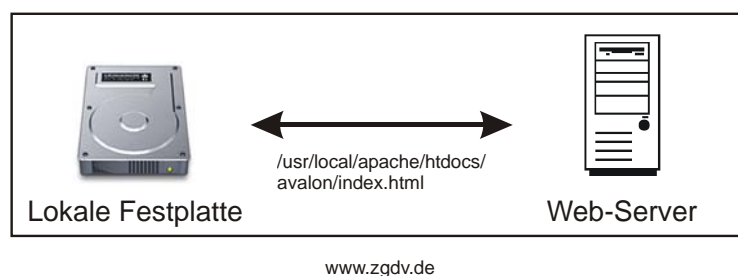 /usr/local/apache/htdocs/
avalon/index.html
Lokale Festplatte
Web-Server
www.zgdv.de